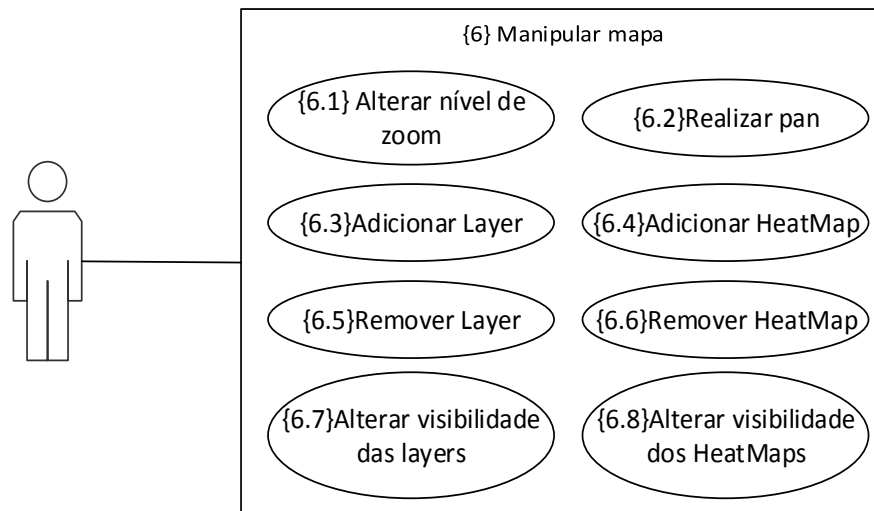 {6} Manipular mapa
{6.1} Alterar nível de
zoom
{6.2}Realizar pan
{6.3}Adicionar Layer
{6.4}Adicionar HeatMap
{6.5}Remover Layer
{6.6}Remover HeatMap
{6.7}Alterar visibilidade
das layers
{6.8}Alterar visibilidade
dos HeatMaps